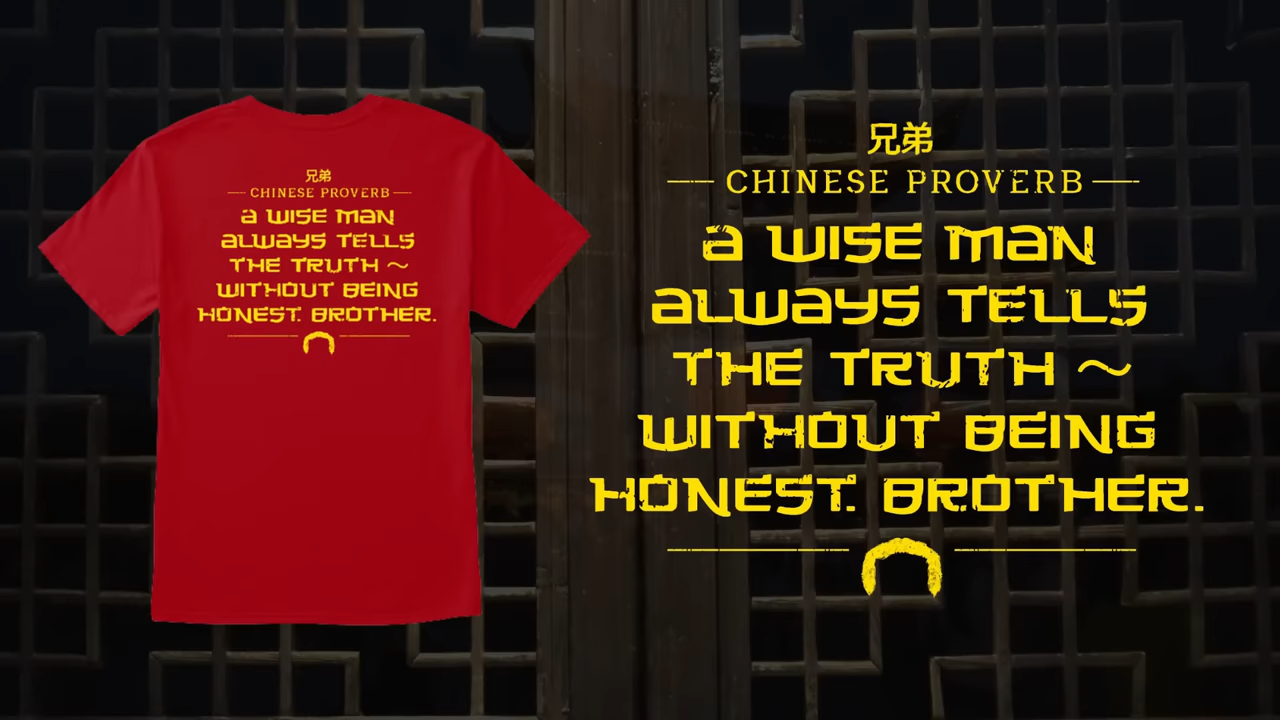 兄弟
CHINESE PROVERB
A WISE MAN
ALWAYS TELLS
THE TRUTH ~
WITHOUT BEING
HONEST. BROTHER.
兄弟
CHINESE PROVERB
A WISE MAN
ALWAYS TELLS
THE TRUTH ~
WITHOUT BEING
HONEST. BROTHER.